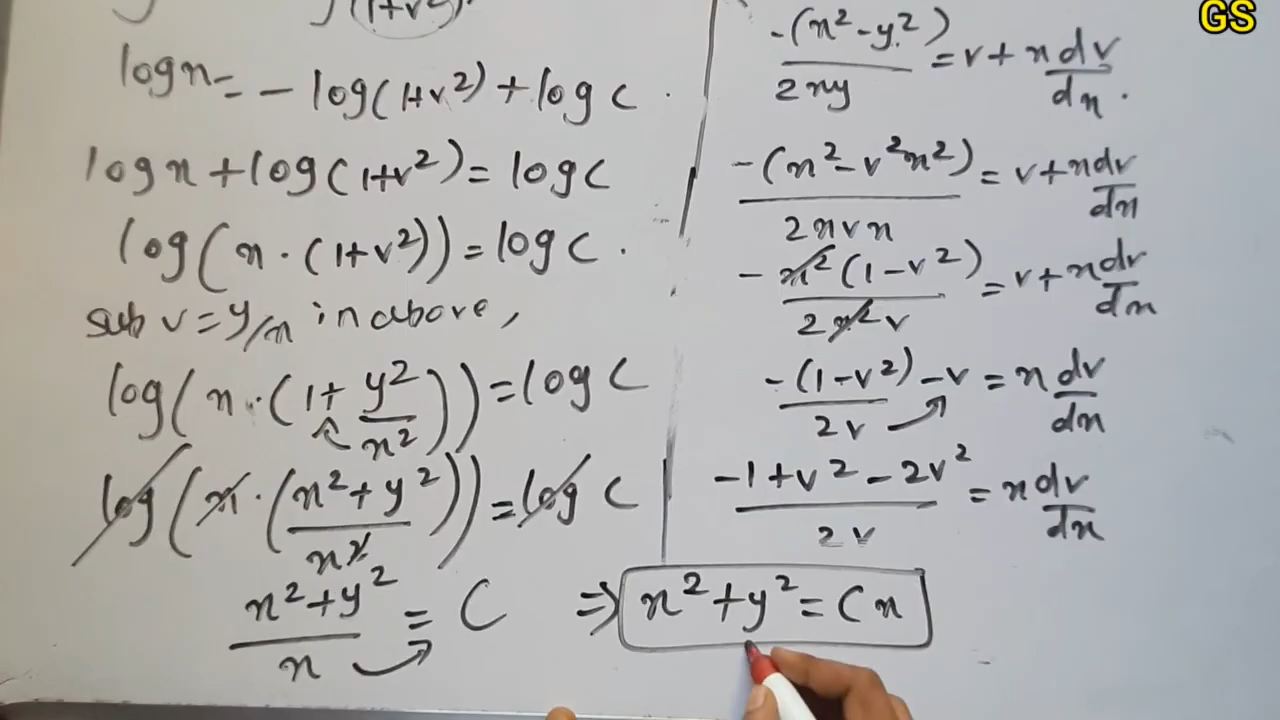 (1+v²)
log x = - log(1+v²) + log C .
log x + log(1+v²) = log C
log(x · (1+v²)) = log C .
sub v = y/x in above,
log(x · (1 + y²/x²)) = log C
log(x · (x²+y²/x²)) = log C
x²+y²/x = C ⇒ x² + y² = Cx
-(x²-y²)/2xy = v + x dv/dx .
-(x²-v²x²)/2xvx = v + x dv/dx
-x²(1-v²)/2x²v = v + x dv/dx
-(1-v²)/2v - v = x dv/dx
-1+v²-2v²/2v = x dv/dx
GS